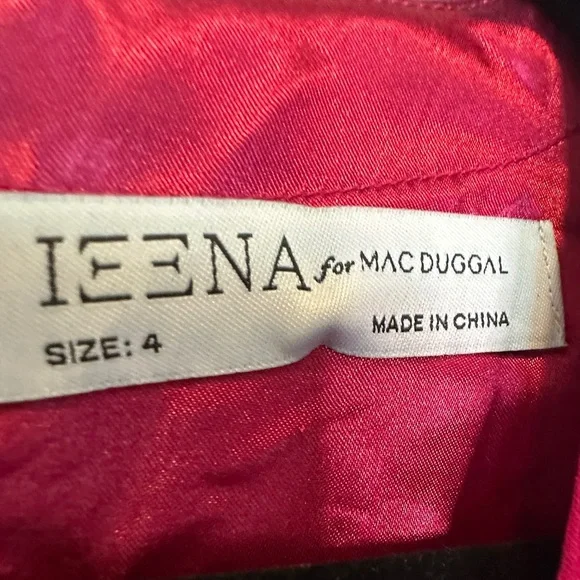 IEENA for MAC DUGGAL
SIZE: 4
MADE IN CHINA